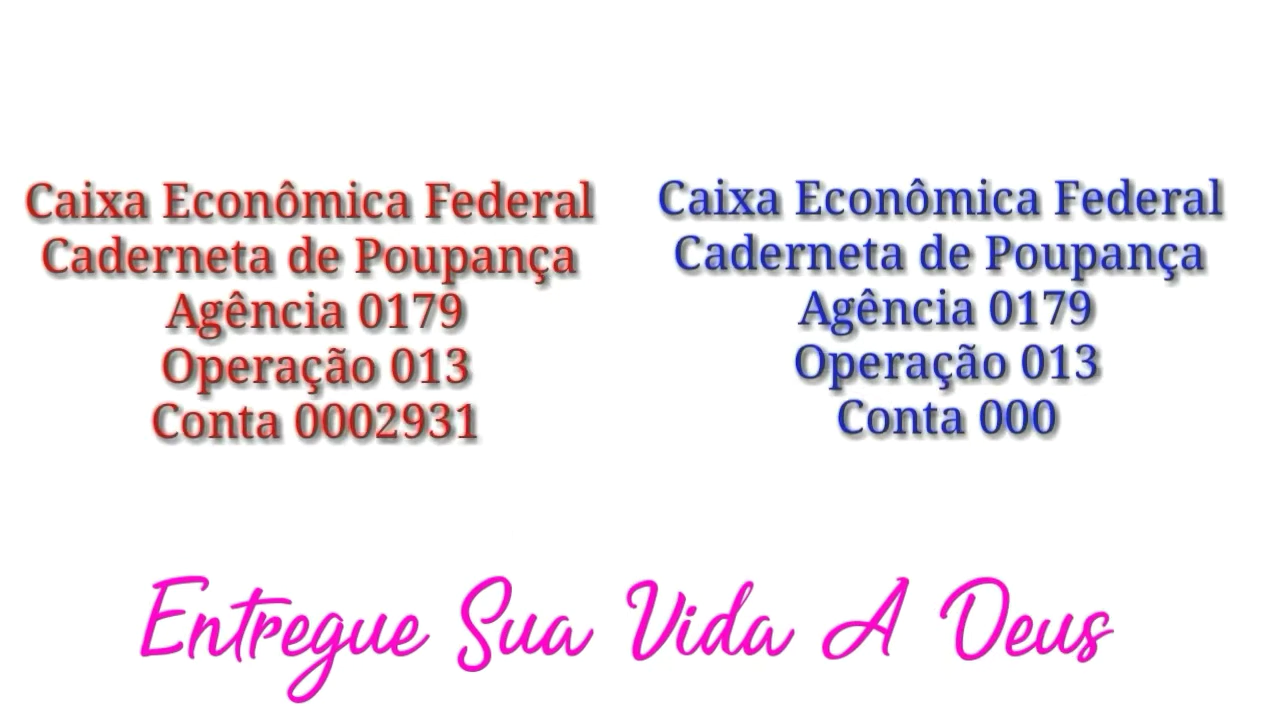 Caixa Econômica Federal
Caderneta de Poupança
Agência 0179
Operação 013
Conta 0002931
Caixa Econômica Federal
Caderneta de Poupança
Agência 0179
Operação 013
Conta 000
Entregue Sua Vida A Deus